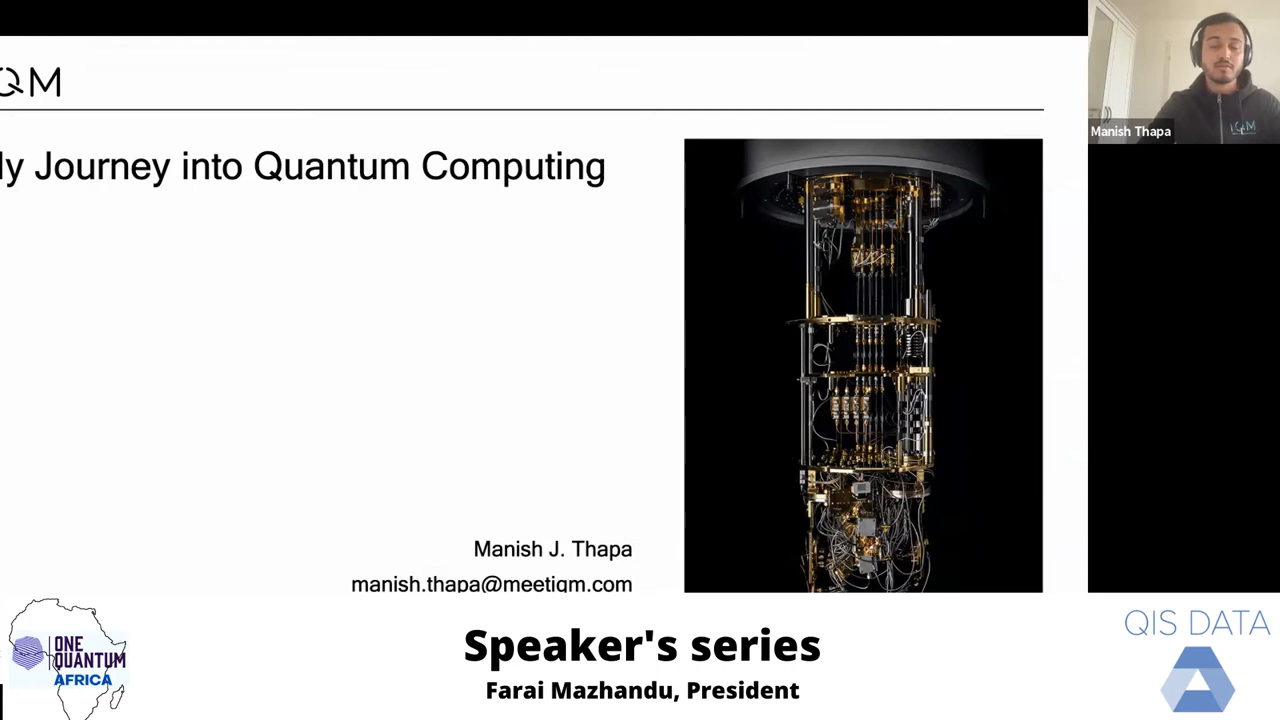 QM
ly Journey into Quantum Computing
Manish Thapa
IQM
Manish J. Thapa
manish.thapa@meetiqm.com
ONE
QUANTUM
AFRICA
Speaker's series
Farai Mazhandu, President
QIS DATA